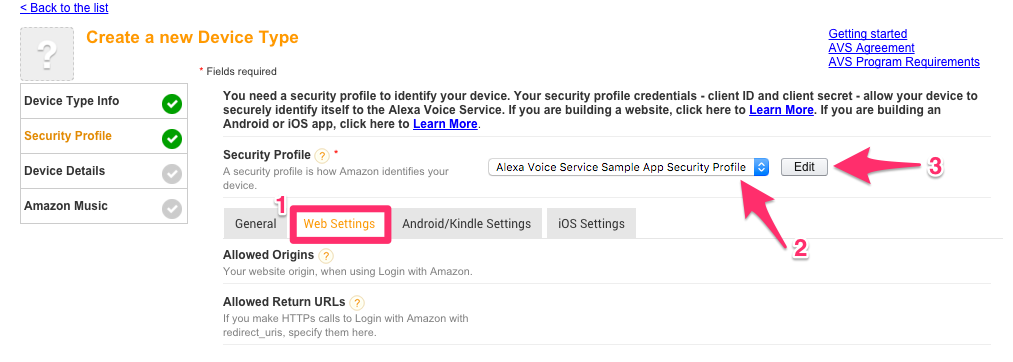 < Back to the list
?
Create a new Device Type
Getting started
AVS Agreement
AVS Program Requirements
* Fields required
Device Type Info
Security Profile
Device Details
Amazon Music
You need a security profile to identify your device. Your security profile credentials - client ID and client secret - allow your device to
securely identify itself to the Alexa Voice Service. If you are building a website, click here to Learn More. If you are building an
Android or iOS app, click here to Learn More.
Security Profile ? *
A security profile is how Amazon identifies your
device.
Alexa Voice Service Sample App Security Profile
Edit
3
1
2
General
Web Settings
Android/Kindle Settings
iOS Settings
Allowed Origins ?
Your website origin, when using Login with Amazon.
Allowed Return URLs ?
If you make HTTPs calls to Login with Amazon with
redirect_uris, specify them here.